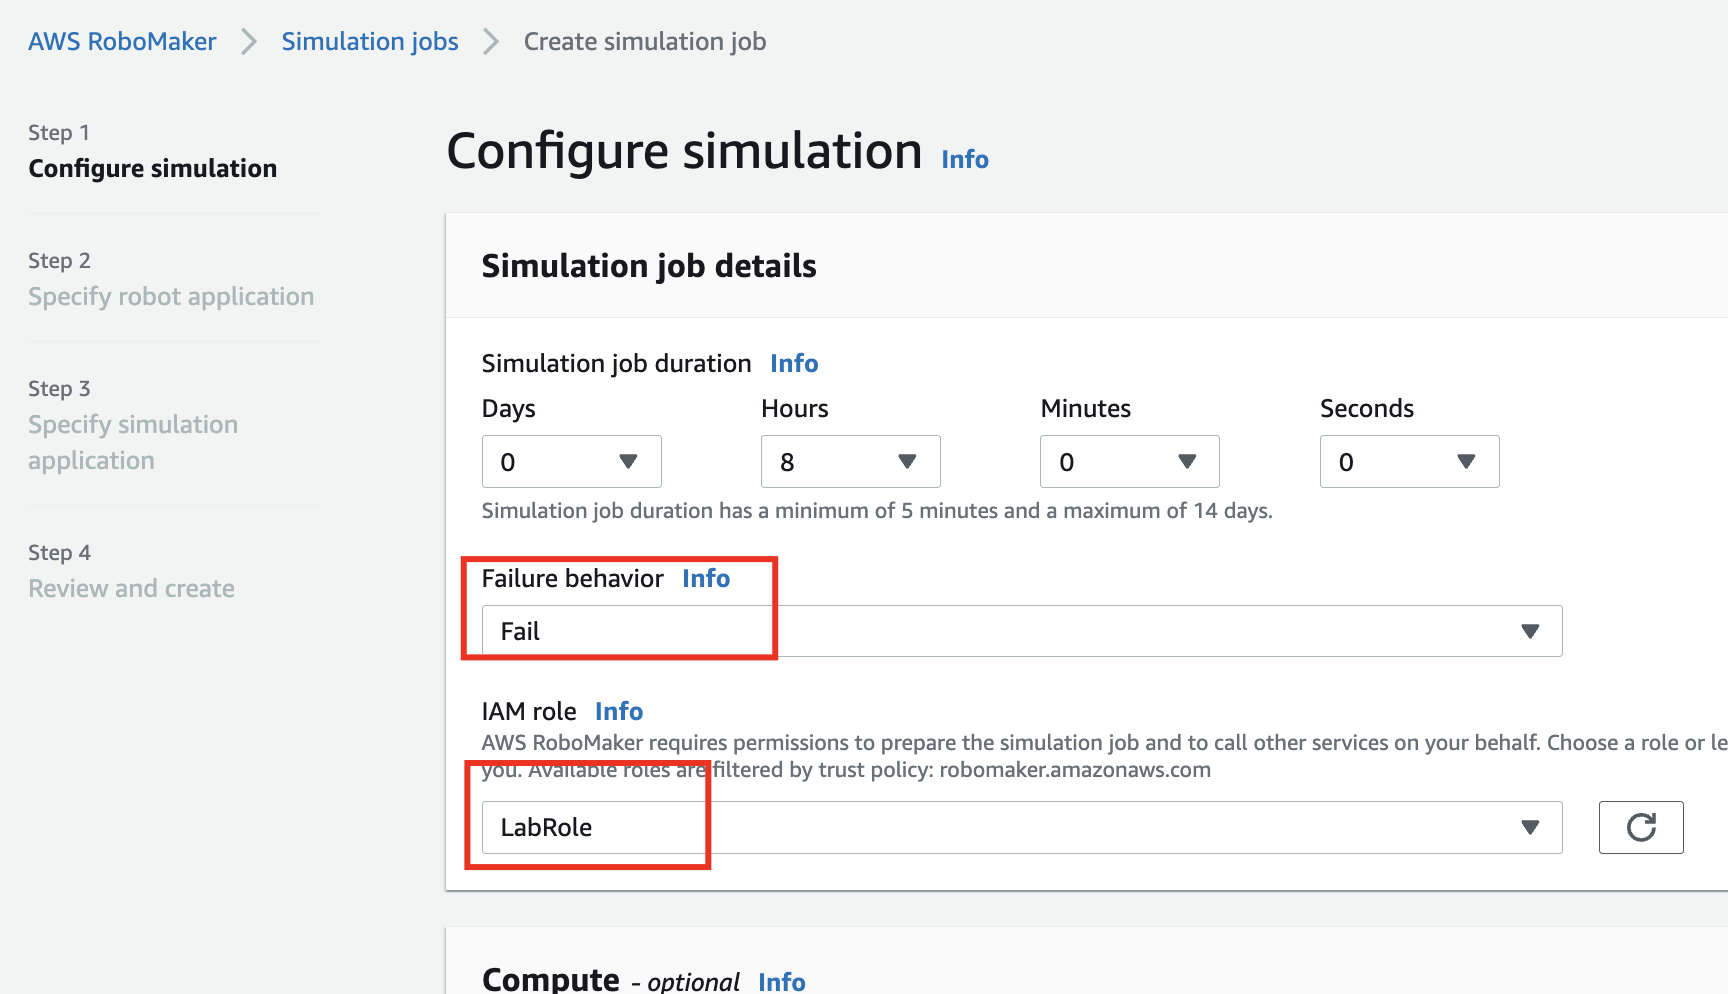 AWS RoboMaker > Simulation jobs > Create simulation job
Step 1
Configure simulation
Step 2
Specify robot application
Step 3
Specify simulation
application
Step 4
Review and create
Configure simulation Info
Simulation job details
Simulation job duration Info
Days Hours Minutes Seconds
0 8 0 0
Simulation job duration has a minimum of 5 minutes and a maximum of 14 days.
Failure behavior Info
Fail
IAM role Info
AWS RoboMaker requires permissions to prepare the simulation job and to call other services on your behalf. Choose a role or le
you. Available roles are filtered by trust policy: robomaker.amazonaws.com
LabRole
Compute - optional Info